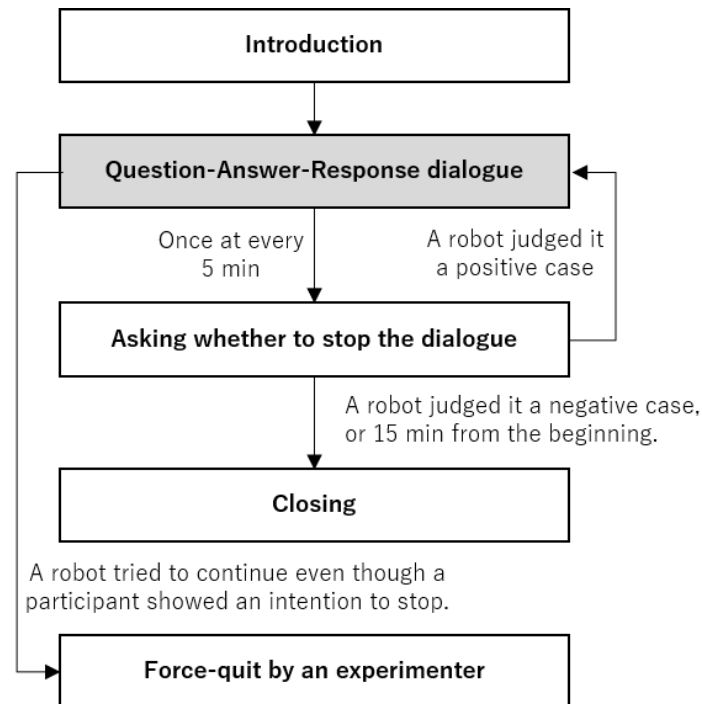 Introduction
Question-Answer-Response dialogue
Once at every
5 min
A robot judged it
a positive case
Asking whether to stop the dialogue
A robot judged it a negative case,
or 15 min from the beginning.
Closing
A robot tried to continue even though a
participant showed an intention to stop.
Force-quit by an experimenter